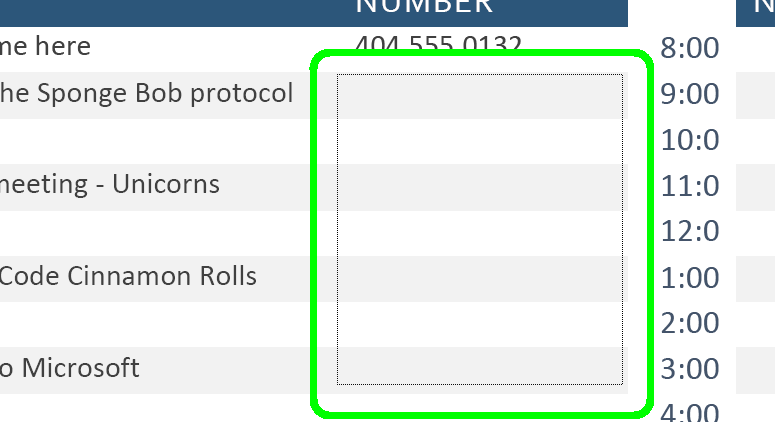 NUMBER N
me here 404.555.0132 8:00
he Sponge Bob protocol 9:00
10:0
neeting - Unicorns 11:0
12:0
Code Cinnamon Rolls 1:00
2:00
o Microsoft 3:00
4:00